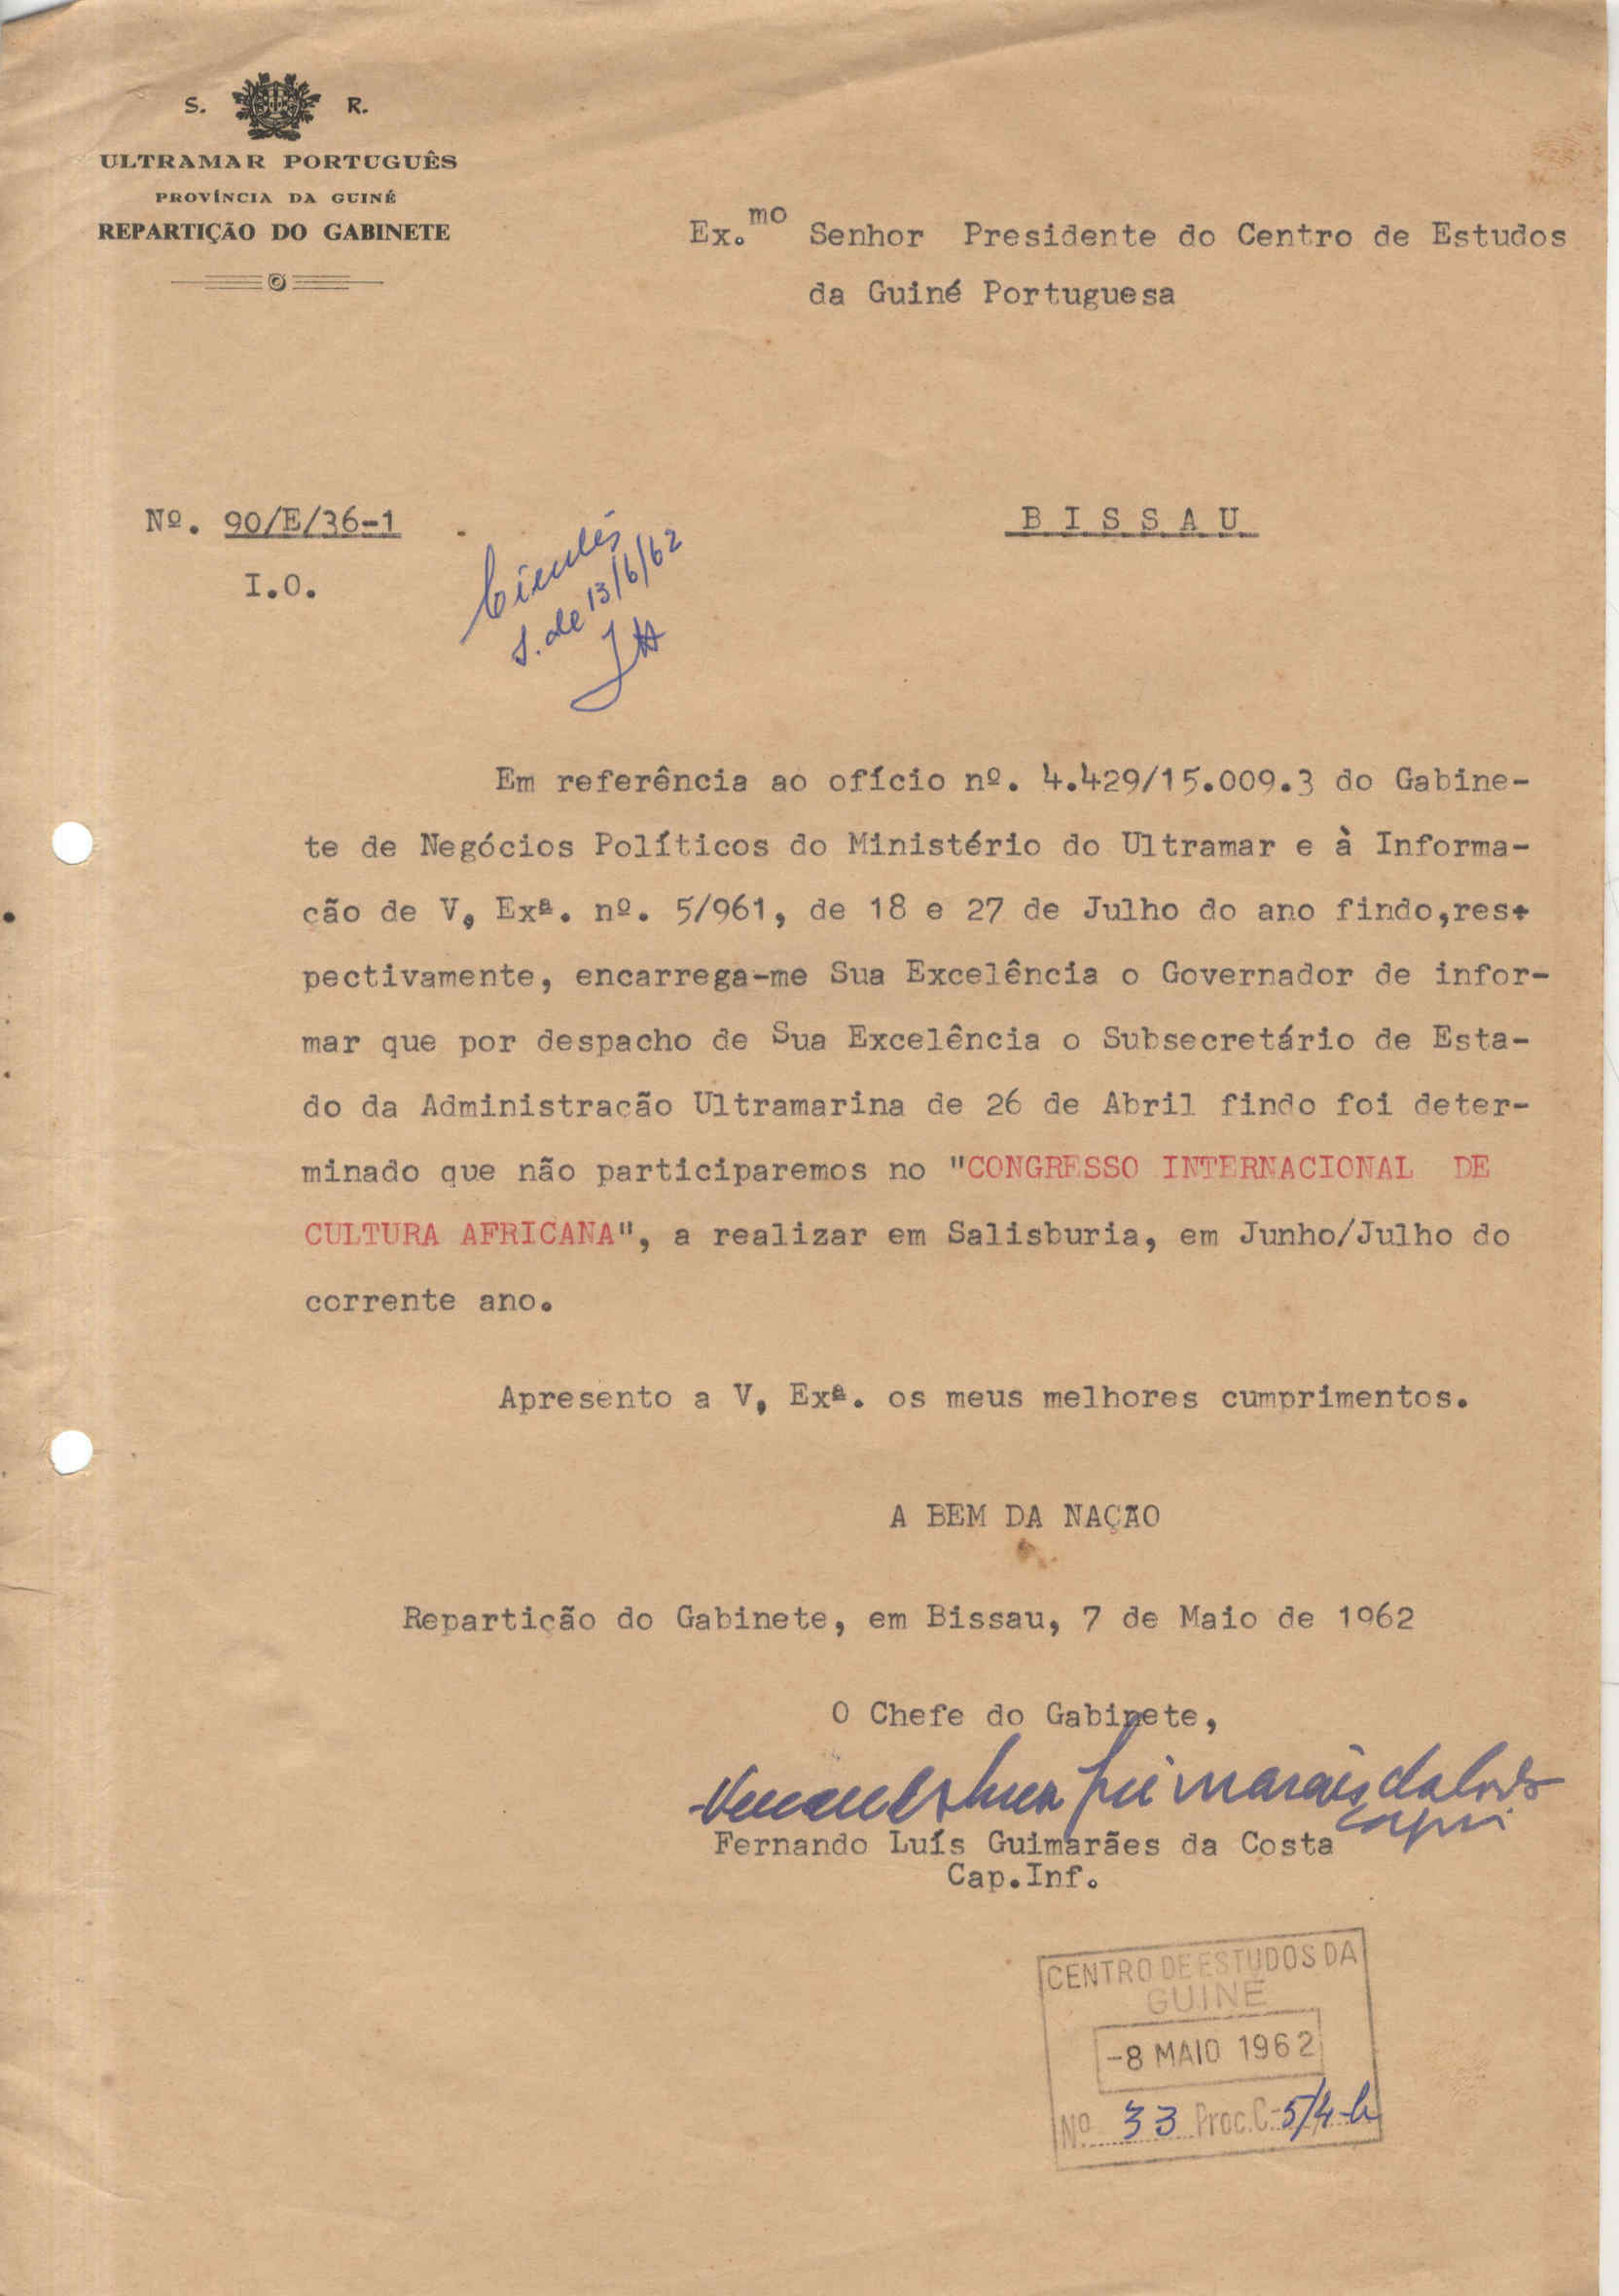 S. R.
ULTRAMAR PORTUGUÊS
PROVÍNCIA DA GUINÉ
REPARTIÇÃO DO GABINETE
Ex.mo Senhor Presidente do Centro de Estudos
da Guiné Portuguesa
Nº. 90/E/36-1
BISSAU
I.O.
S. de 13/6/62
Em referência ao ofício nº. 4.429/15.009.3 do Gabine-
te de Negócios Políticos do Ministério do Ultramar e à Informa-
ção de V, Exª. nº. 5/961, de 18 e 27 de Julho do ano findo,res-
pectivamente, encarrega-me Sua Excelência o Governador de infor-
mar que por despacho de Sua Excelência o Subsecretário de Esta-
do da Administração Ultramarina de 26 de Abril findo foi deter-
minado que não participaremos no "CONGRESSO INTERNACIONAL DE
CULTURA AFRICANA", a realizar em Salisburia, em Junho/Julho do
corrente ano.
Apresento a V, Exª. os meus melhores cumprimentos.
A BEM DA NAÇÃO
Repartição do Gabinete, em Bissau, 7 de Maio de 1962
O Chefe do Gabinete,
Fernando Luís Guimarães da Costa
Cap.Inf.
CENTRO DE ESTUDOS DA
GUINÉ
-8 MAIO 1962
Nº 33 Proc.C-5/4-b